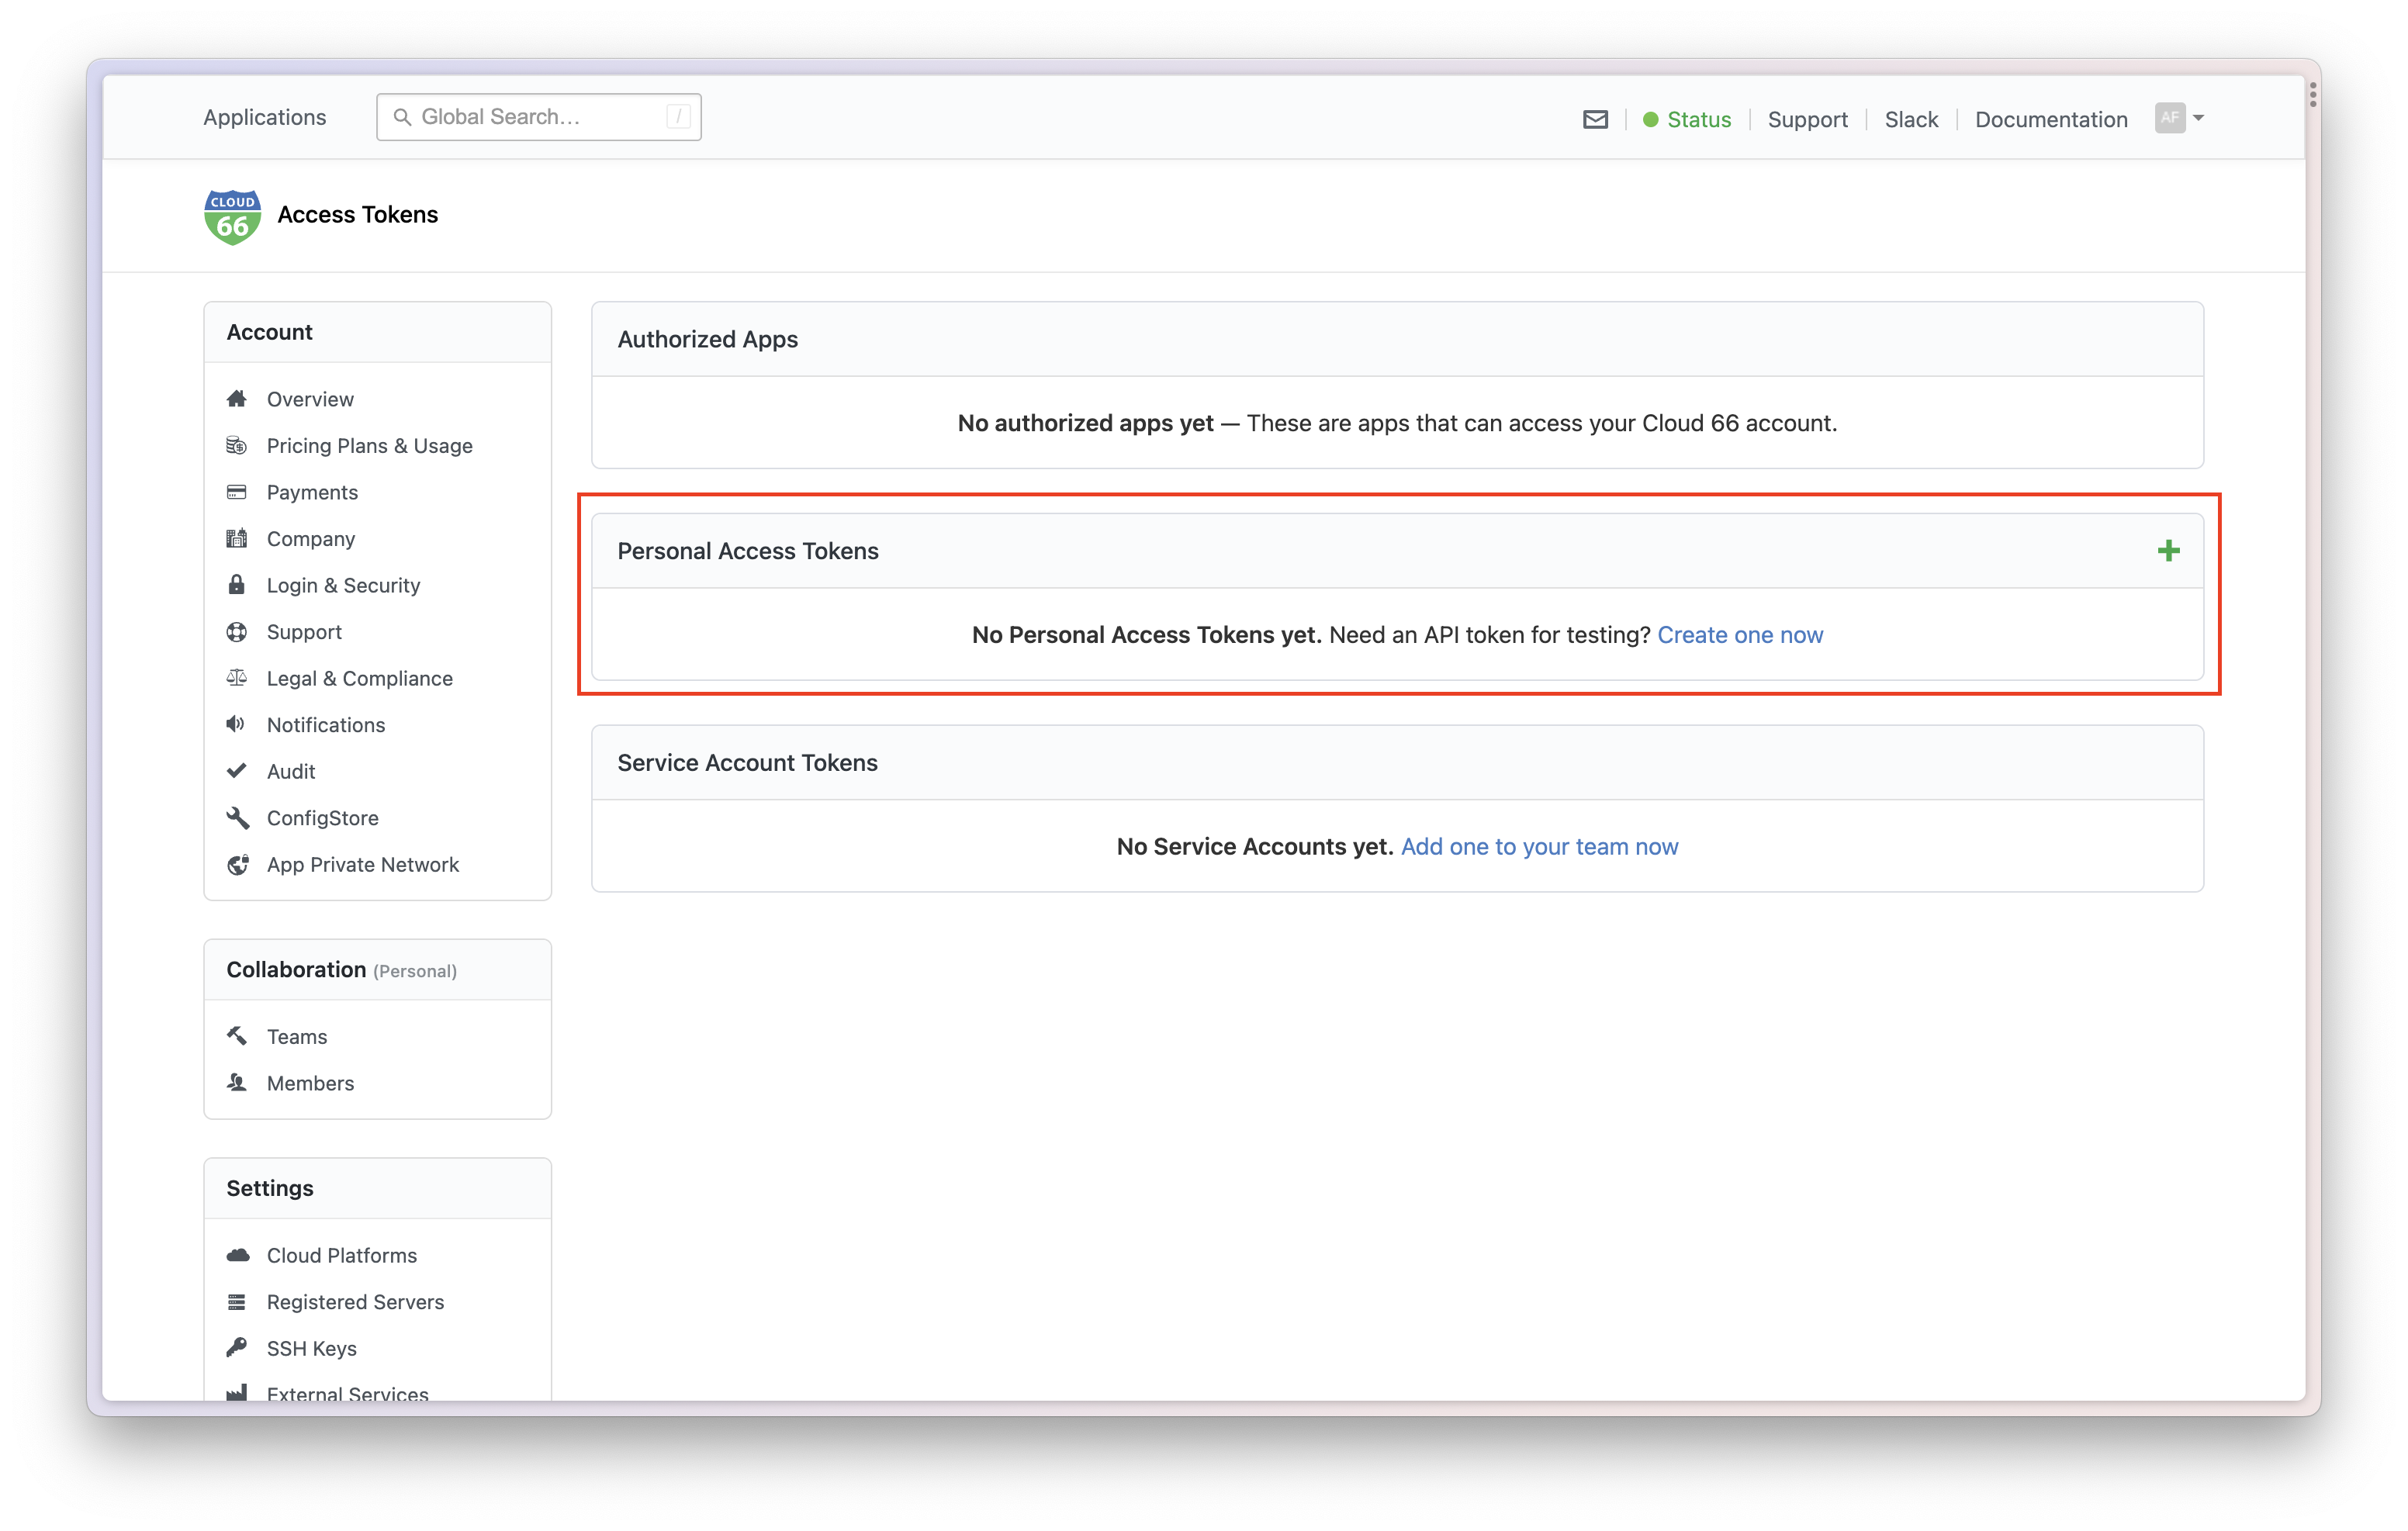 Applications
Global Search...
/
Status
Support
Slack
Documentation
AF
CLOUD
66
Access Tokens
Account
Overview
Pricing Plans & Usage
Payments
Company
Login & Security
Support
Legal & Compliance
Notifications
Audit
ConfigStore
App Private Network
Collaboration (Personal)
Teams
Members
Settings
Cloud Platforms
Registered Servers
SSH Keys
External Services
Authorized Apps
No authorized apps yet — These are apps that can access your Cloud 66 account.
Personal Access Tokens
No Personal Access Tokens yet. Need an API token for testing? Create one now
Service Account Tokens
No Service Accounts yet. Add one to your team now